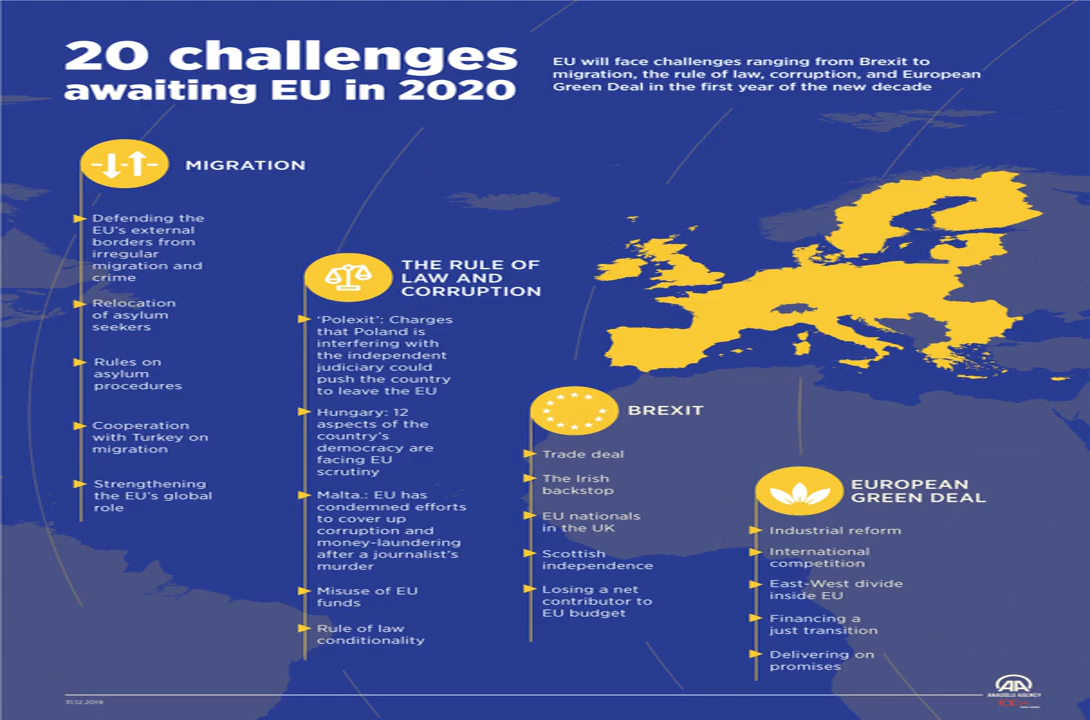 20 challenges
awaiting EU in 2020
EU will face challenges ranging from Brexit to
migration, the rule of law, corruption, and European
Green Deal in the first year of the new decade
MIGRATION
Defending the
EU's external
borders from
irregular
migration and
crime
Relocation
of asylum
seekers
Rules on
asylum
procedures
Cooperation
with Turkey on
migration
Strengthening
the EU's global
role
THE RULE OF
LAW AND
CORRUPTION
'Polexit': Charges
that Poland is
interfering with
the independent
judiciary could
push the country
to leave the EU
Hungary: 12
aspects of the
country's
democracy are
facing EU
scrutiny
Malta.: EU has
condemned efforts
to cover up
corruption and
money-laundering
after a journalist's
murder
Misuse of EU
funds
Rule of law
conditionality
BREXIT
Trade deal
The Irish
backstop
EU nationals
in the UK
Scottish
independence
Losing a net
contributor to
EU budget
EUROPEAN
GREEN DEAL
Industrial reform
International
competition
East-West divide
inside EU
Financing a
just transition
Delivering on
promises
31.12.2019
AA
ANADOLU AGENCY